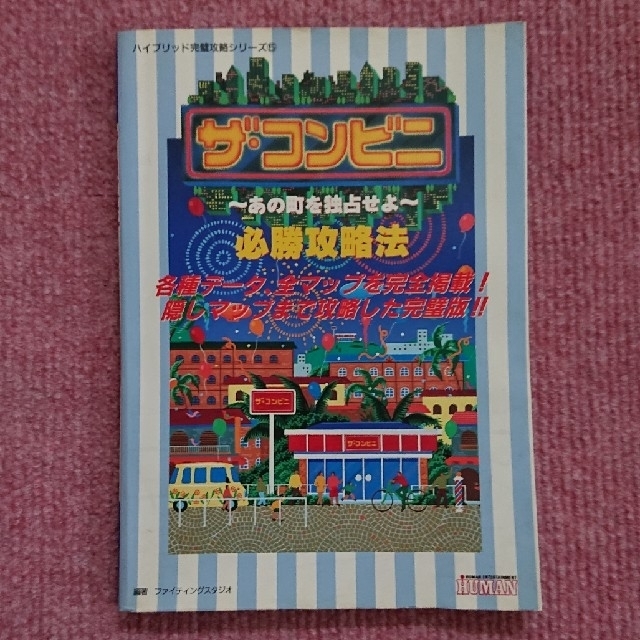 ハイブリッド完璧攻略シリーズ⑤
ザ・コンビニ
〜あの町を独占せよ〜
必勝攻略法
各種データ、全マップを完全掲載!
隠しマップまで攻略した完璧版!!
ザ・コンビニ
ザ・コンビニ
編著 ファイティングスタジオ
HUMAN ENTERTAINMENT
HUMAN